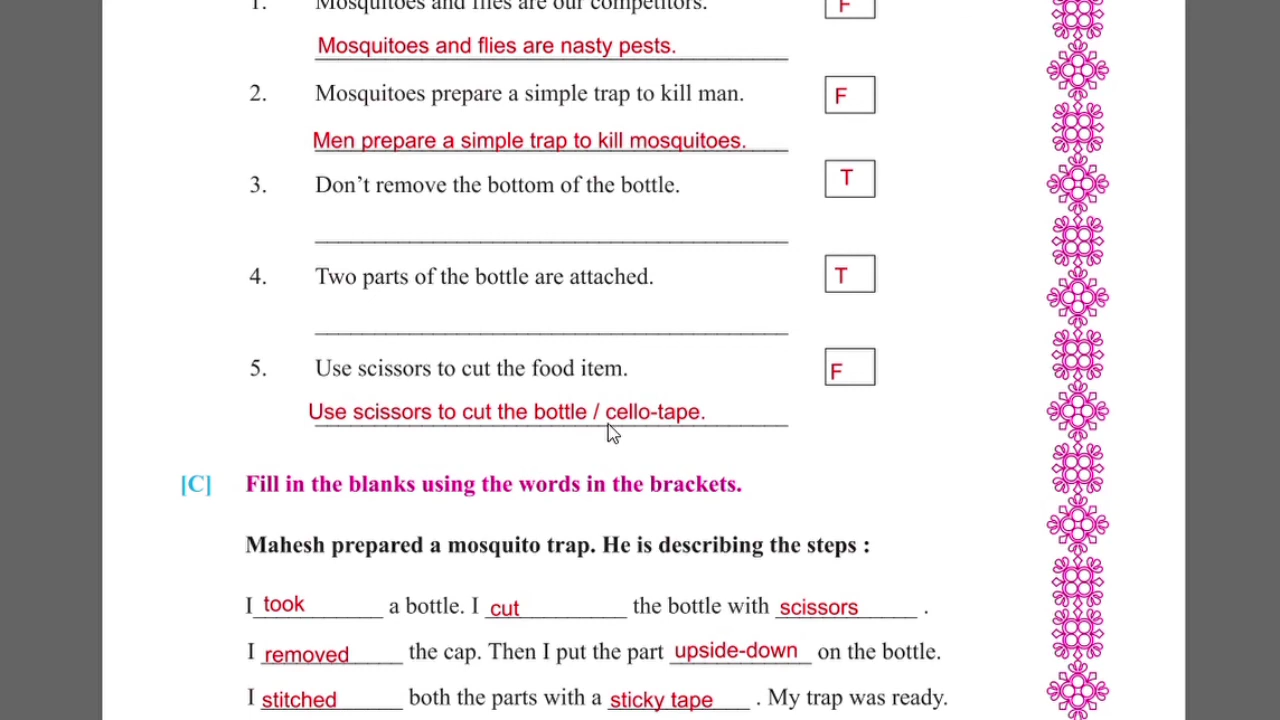 1. Mosquitoes and flies are our competitors. F
Mosquitoes and flies are nasty pests.
2. Mosquitoes prepare a simple trap to kill man. F
Men prepare a simple trap to kill mosquitoes.
3. Don’t remove the bottom of the bottle. T
4. Two parts of the bottle are attached. T
5. Use scissors to cut the food item. F
Use scissors to cut the bottle / cello-tape.
[C] Fill in the blanks using the words in the brackets.
Mahesh prepared a mosquito trap. He is describing the steps :
I took a bottle. I cut the bottle with scissors .
I removed the cap. Then I put the part upside-down on the bottle.
I stitched both the parts with a sticky tape . My trap was ready.